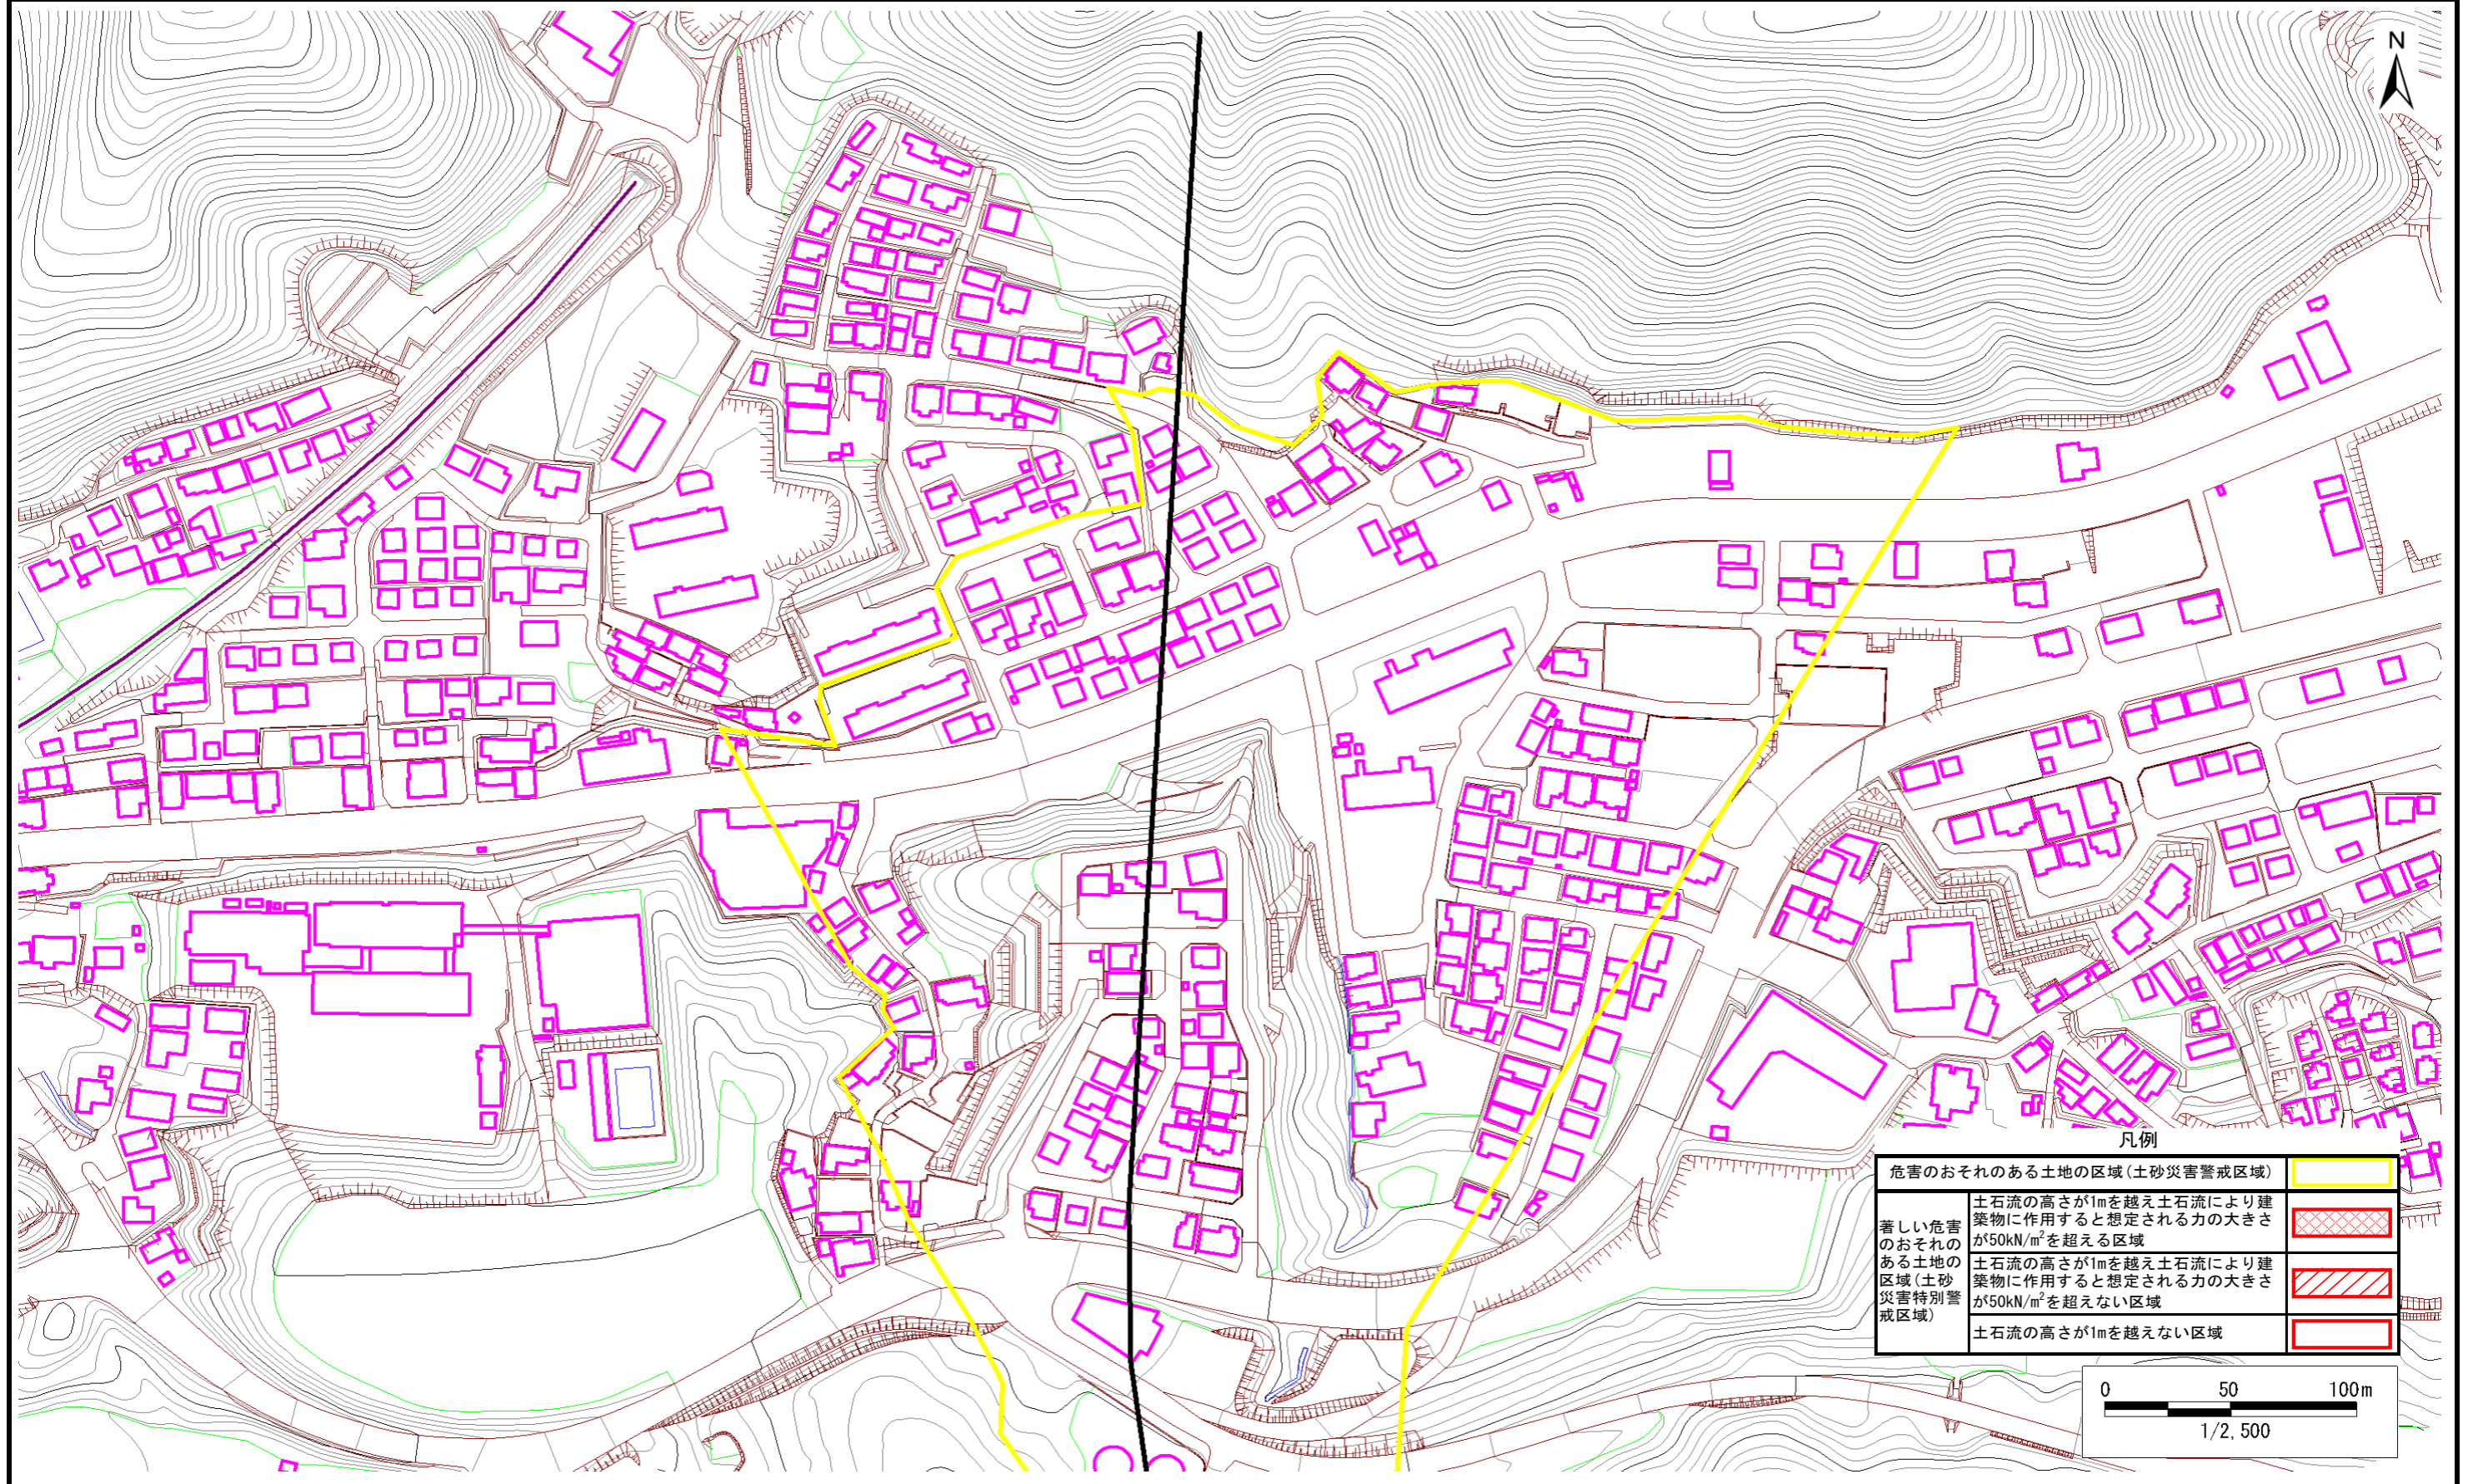 N
凡例
危害のおそれのある土地の区域(土砂災害警戒区域)
著しい危害
のおそれの
ある土地の
区域(土砂
災害特別警
戒区域)
土石流の高さが1mを越え土石流により建
築物に作用すると想定される力の大きさ
が50kN/m²を超える区域
土石流の高さが1mを越え土石流により建
築物に作用すると想定される力の大きさ
が50kN/m²を超えない区域
土石流の高さが1mを越えない区域
0 50 100m
1/2,500